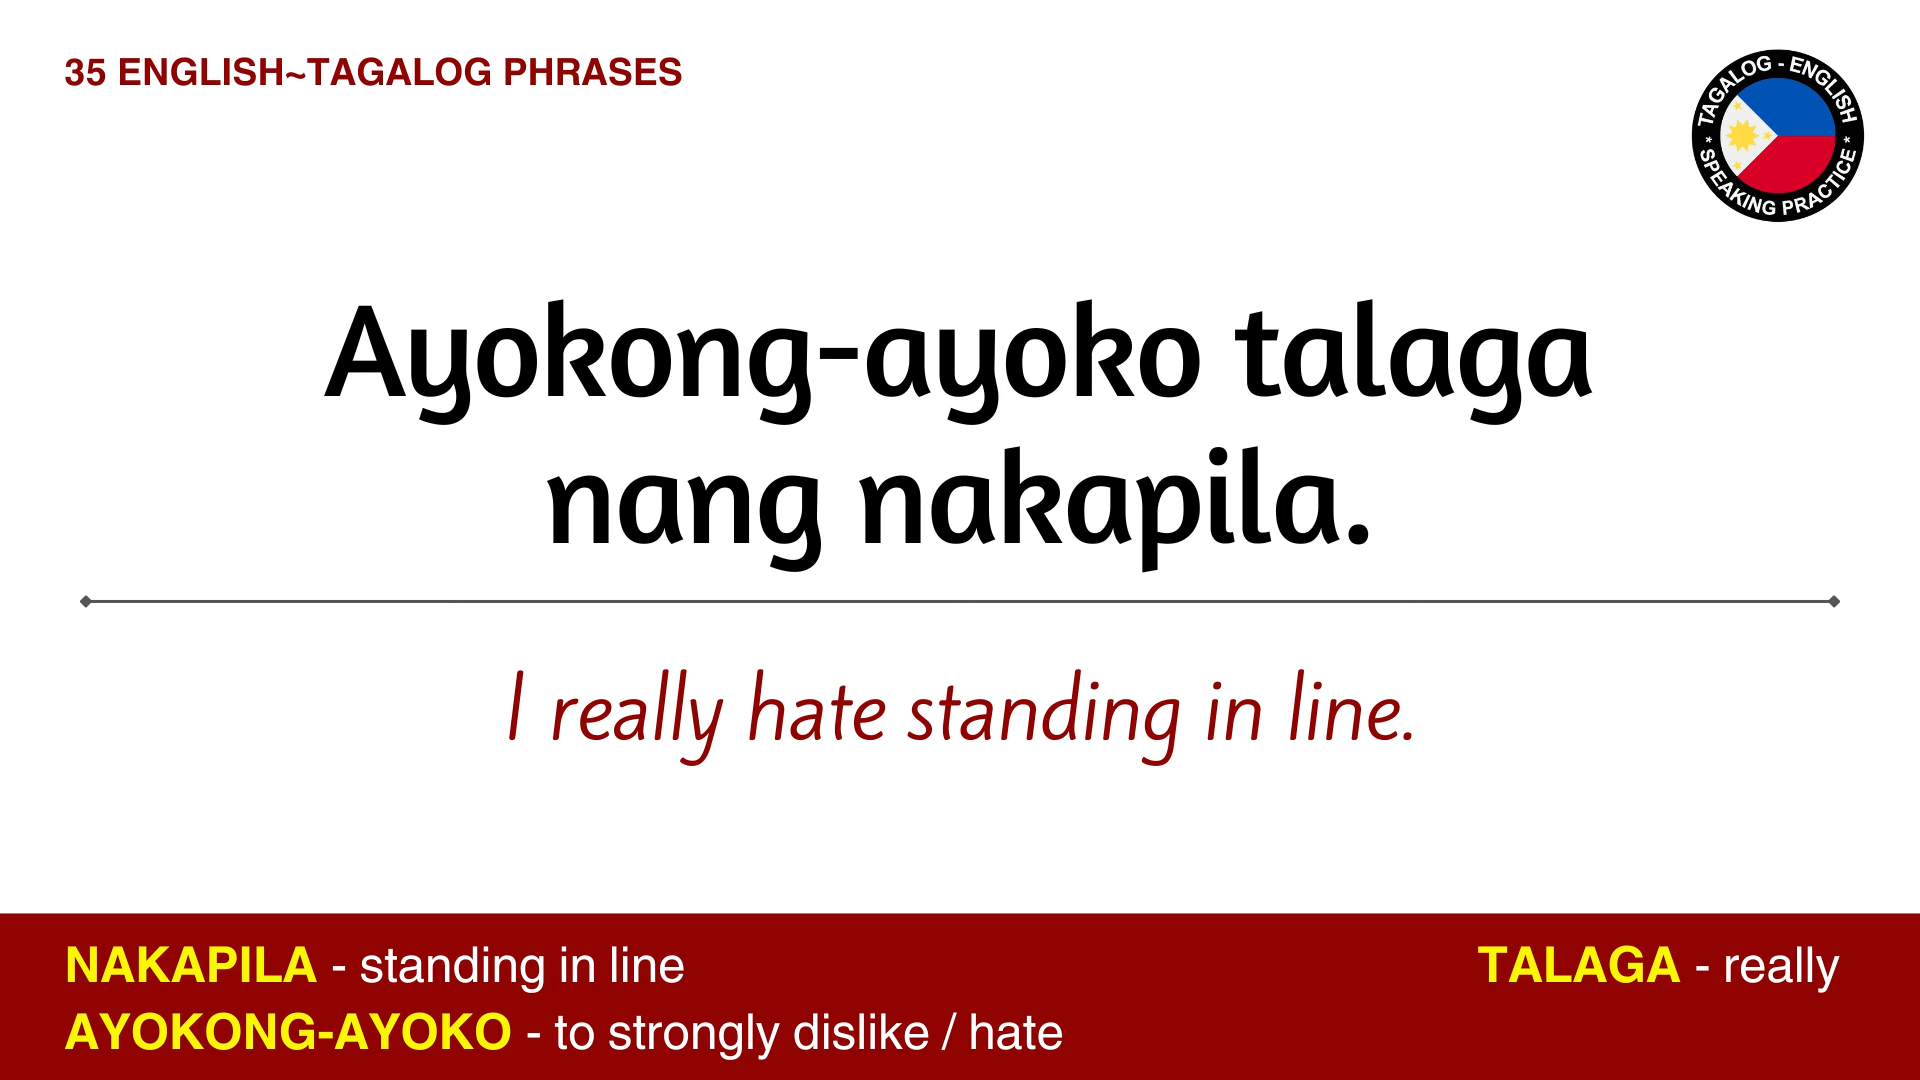 35 ENGLISH~TAGALOG PHRASES
TAGALOG - ENGLISH
* SPEAKING PRACTICE *
Ayokong-ayoko talaga
nang nakapila.
I really hate standing in line.
NAKAPILA - standing in line
TALAGA - really
AYOKONG-AYOKO - to strongly dislike / hate